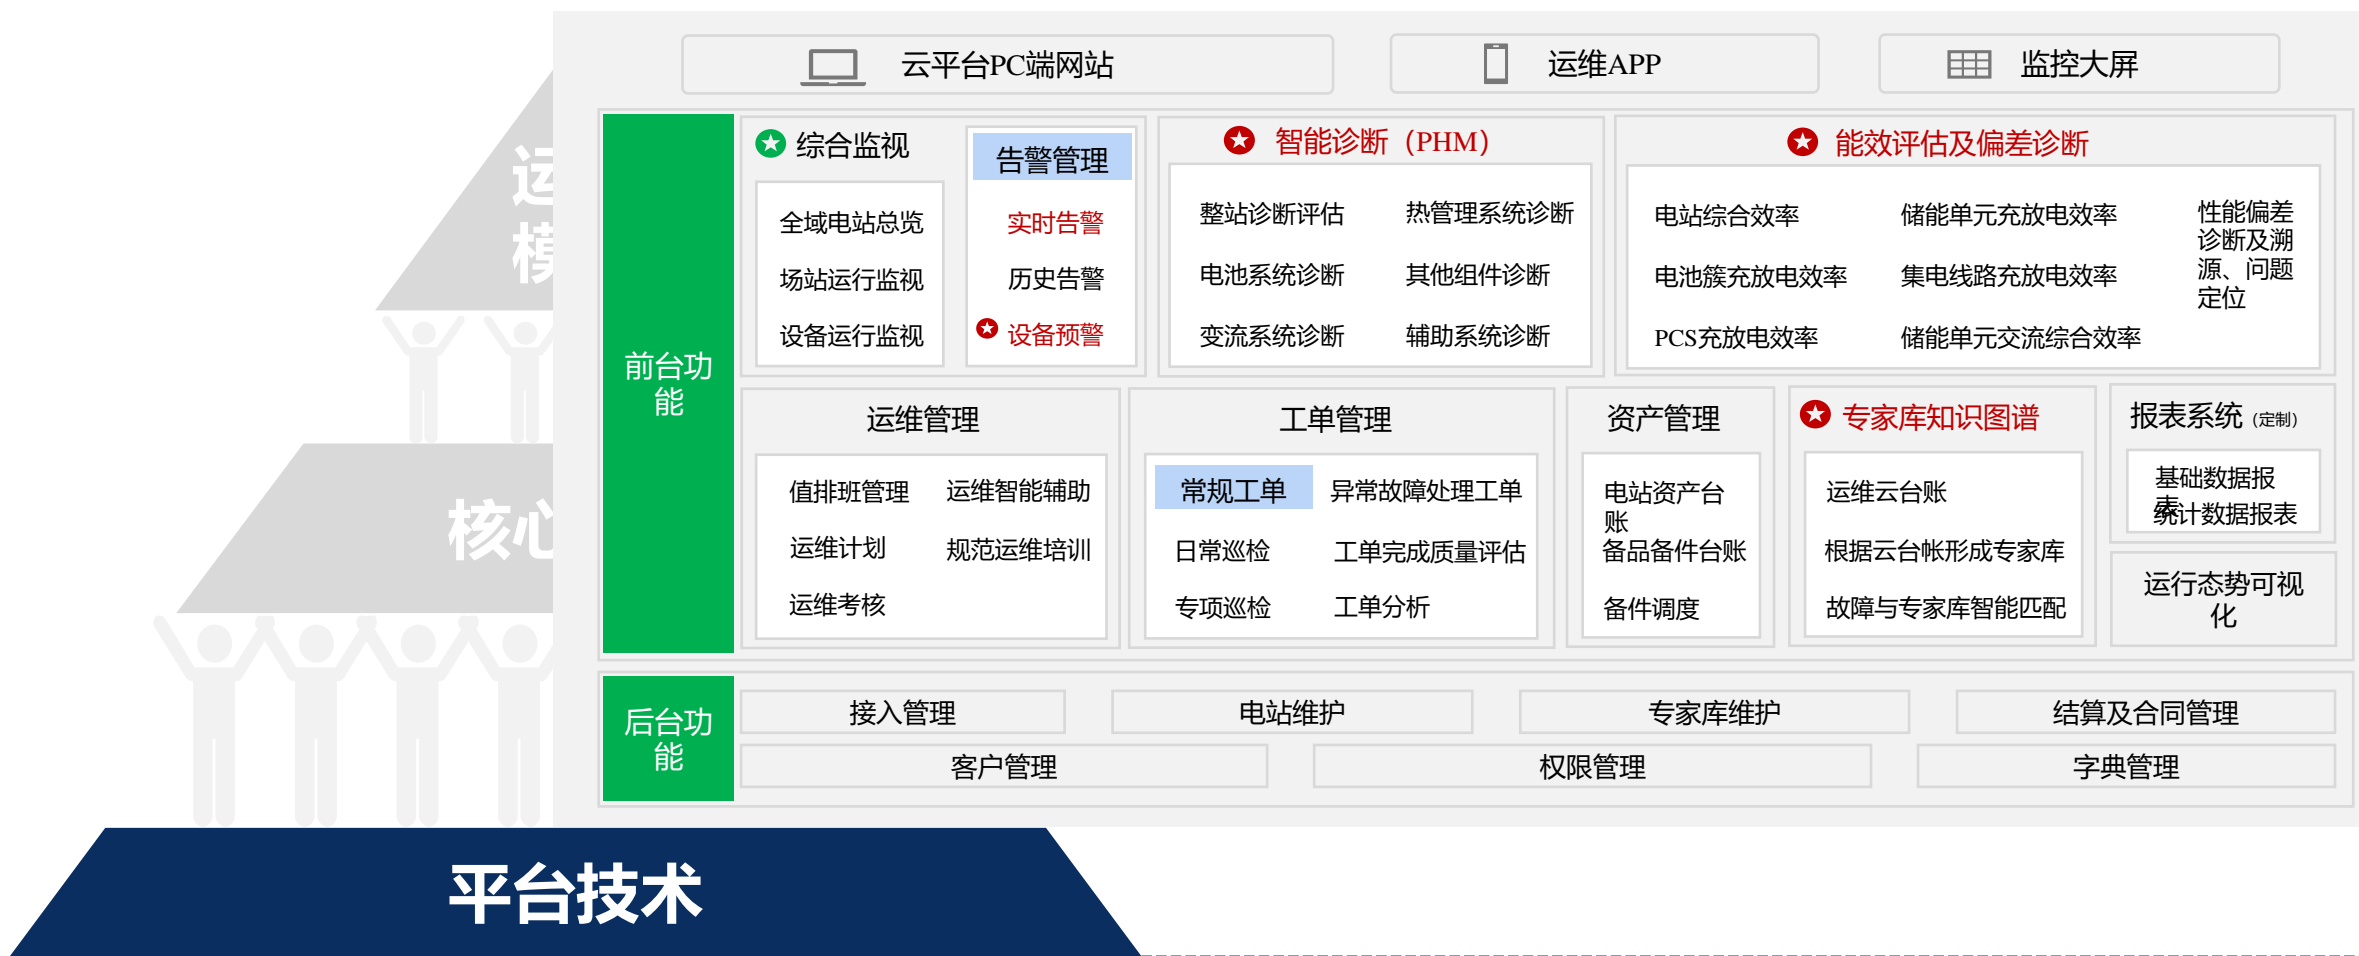 云平台PC端网站
运维APP
监控大屏
前台功
能
综合监视
全域电站总览
场站运行监视
设备运行监视
告警管理
实时告警
历史告警
设备预警
智能诊断（PHM）
整站诊断评估
热管理系统诊断
电池系统诊断
其他组件诊断
变流系统诊断
辅助系统诊断
能效评估及偏差诊断
电站综合效率
储能单元充放电效率
电池簇充放电效率
集电线路充放电效率
PCS充放电效率
储能单元交流综合效率
性能偏差
诊断及溯
源、问题
定位
运维管理
值排班管理
运维智能辅助
运维计划
规范运维培训
运维考核
工单管理
常规工单
异常故障处理工单
日常巡检
工单完成质量评估
专项巡检
工单分析
资产管理
电站资产台
账
备品备件台账
备件调度
专家库知识图谱
运维云台账
根据云台帐形成专家库
故障与专家库智能匹配
报表系统（定制）
基础数据报
表
统计数据报表
运行态势可视
化
后台功
能
接入管理
电站维护
专家库维护
结算及合同管理
客户管理
权限管理
字典管理
运
模
核心
平台技术